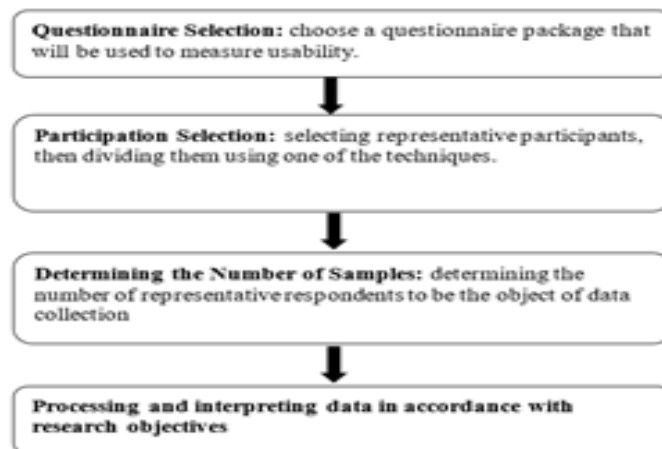 Questionnaire Selection: choose a questionnaire package that
will be used to measure usability.
Participation Selection: selecting representative participants,
then dividing them using one of the techniques.
Determining the Number of Samples: determining the
number of representative respondents to be the object of data
collection
Processing and interpreting data in accordance with
research objectives